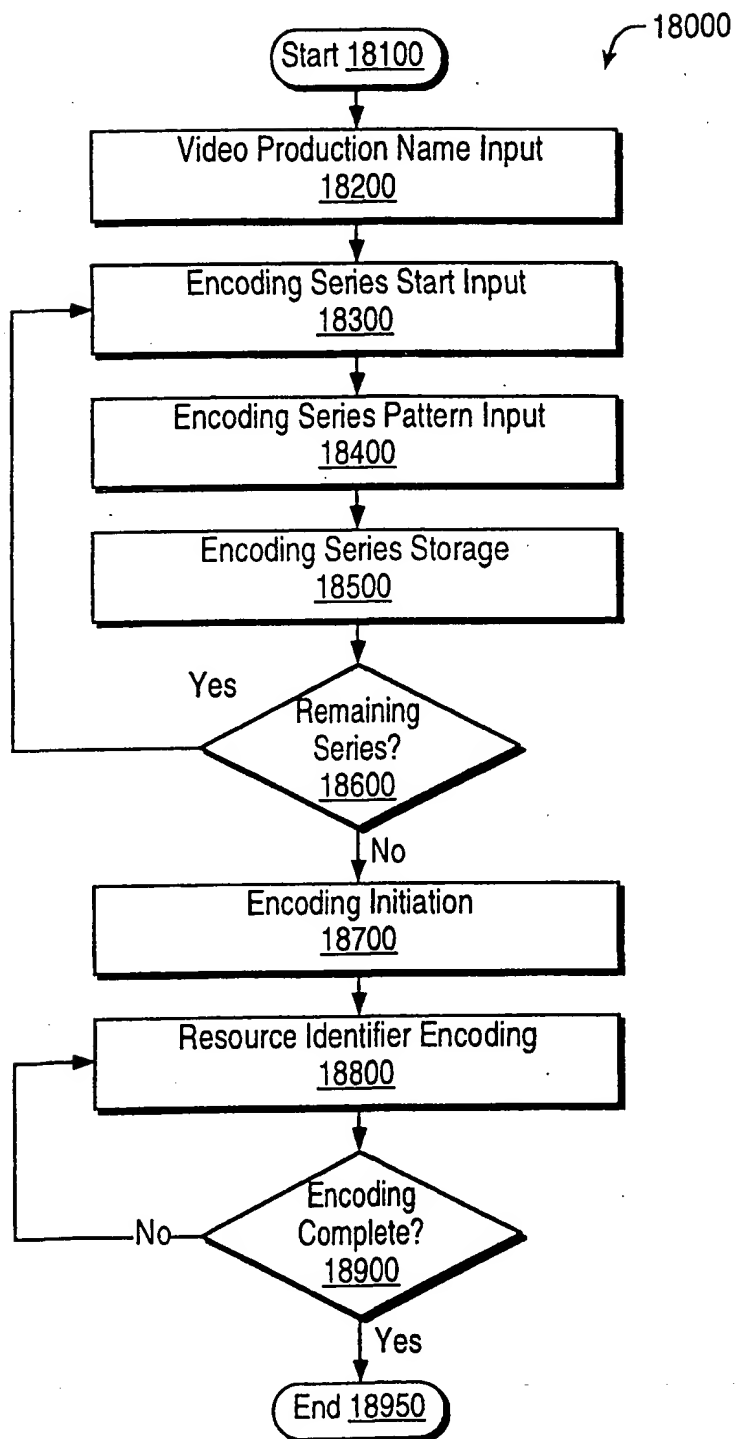 18000
Start 18100
Video Production Name Input
18200
Encoding Series Start Input
18300
Encoding Series Pattern Input
18400
Encoding Series Storage
18500
Yes
Remaining
Series?
18600
No
Encoding Initiation
18700
Resource Identifier Encoding
18800
Encoding
Complete?
18900
No
Yes
End 18950